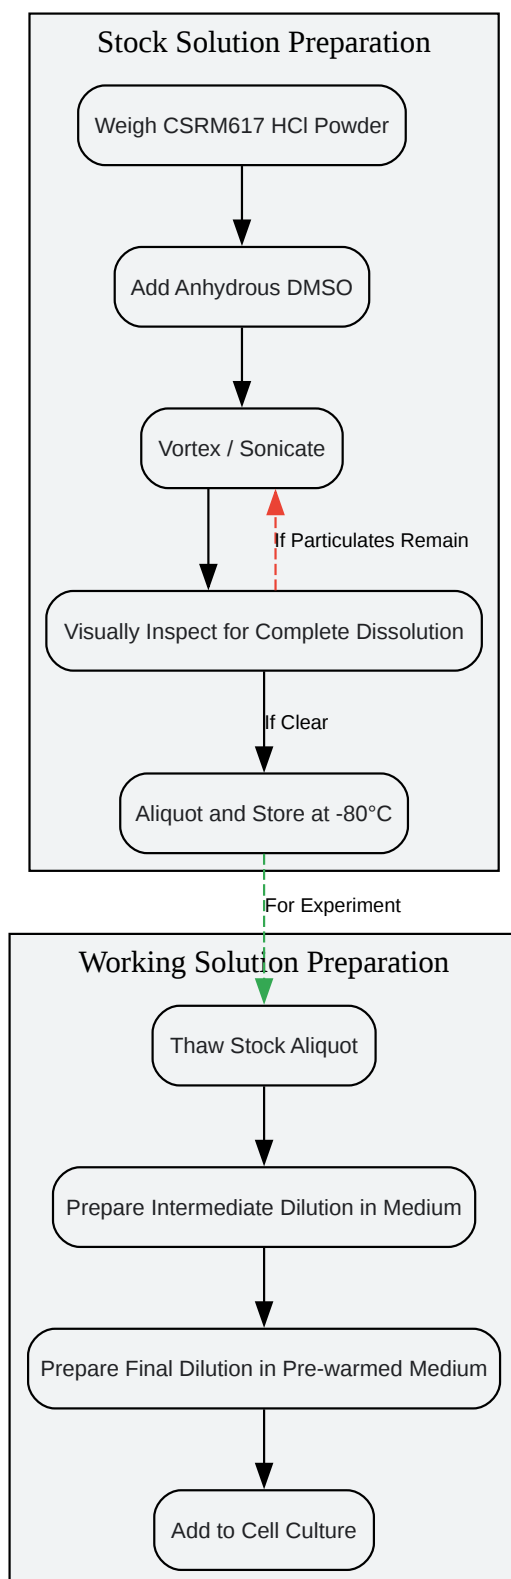 Stock Solution Preparation
Weigh CSRM617 HCl Powder
Add Anhydrous DMSO
Vortex / Sonicate
If Particulates Remain
Visually Inspect for Complete Dissolution
If Clear
Aliquot and Store at -80°C
For Experiment
Working Solution Preparation
Thaw Stock Aliquot
Prepare Intermediate Dilution in Medium
Prepare Final Dilution in Pre-warmed Medium
Add to Cell Culture